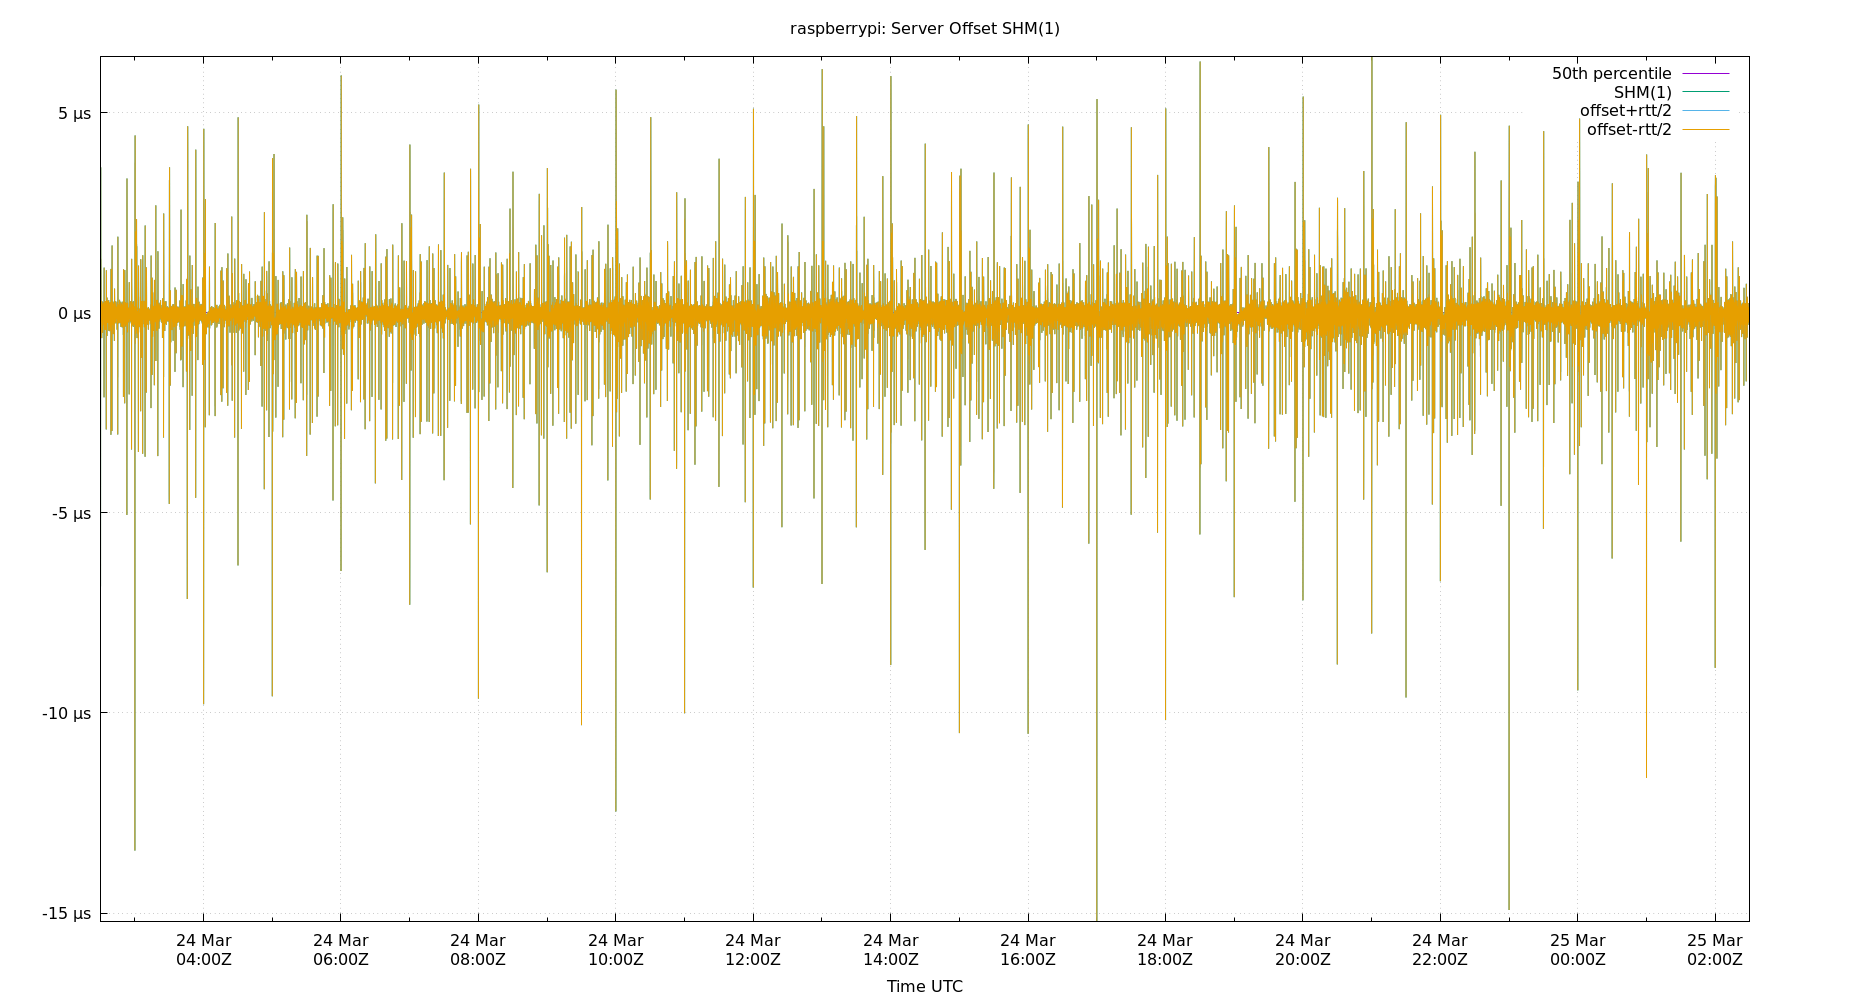 raspberrypi: Server Offset SHM(1)
50th percentile
SHM(1)
offset+rtt/2
offset-rtt/2
5 µs
0 µs
-5 µs
-10 µs
-15 µs
24 Mar 24 Mar 24 Mar 24 Mar 24 Mar 24 Mar 24 Mar 24 Mar 24 Mar 24 Mar 25 Mar 25 Mar
04:00Z 06:00Z 08:00Z 10:00Z 12:00Z 14:00Z 16:00Z 18:00Z 20:00Z 22:00Z 00:00Z 02:00Z
Time UTC